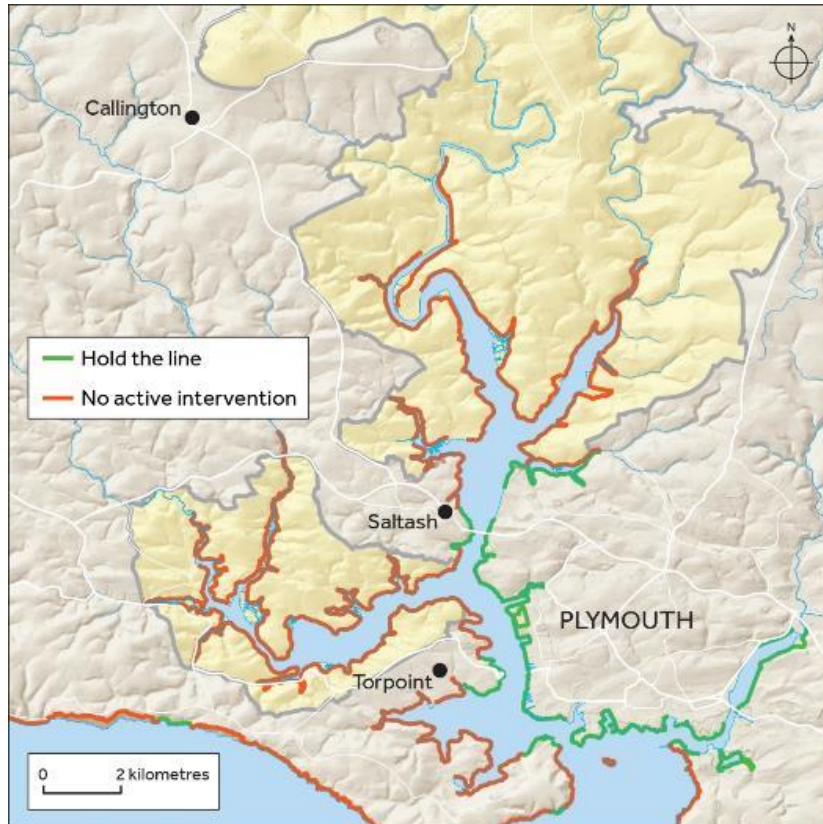 N
Callington
Hold the line
No active intervention
Saltash
PLYMOUTH
Torpoint
0 2 kilometres